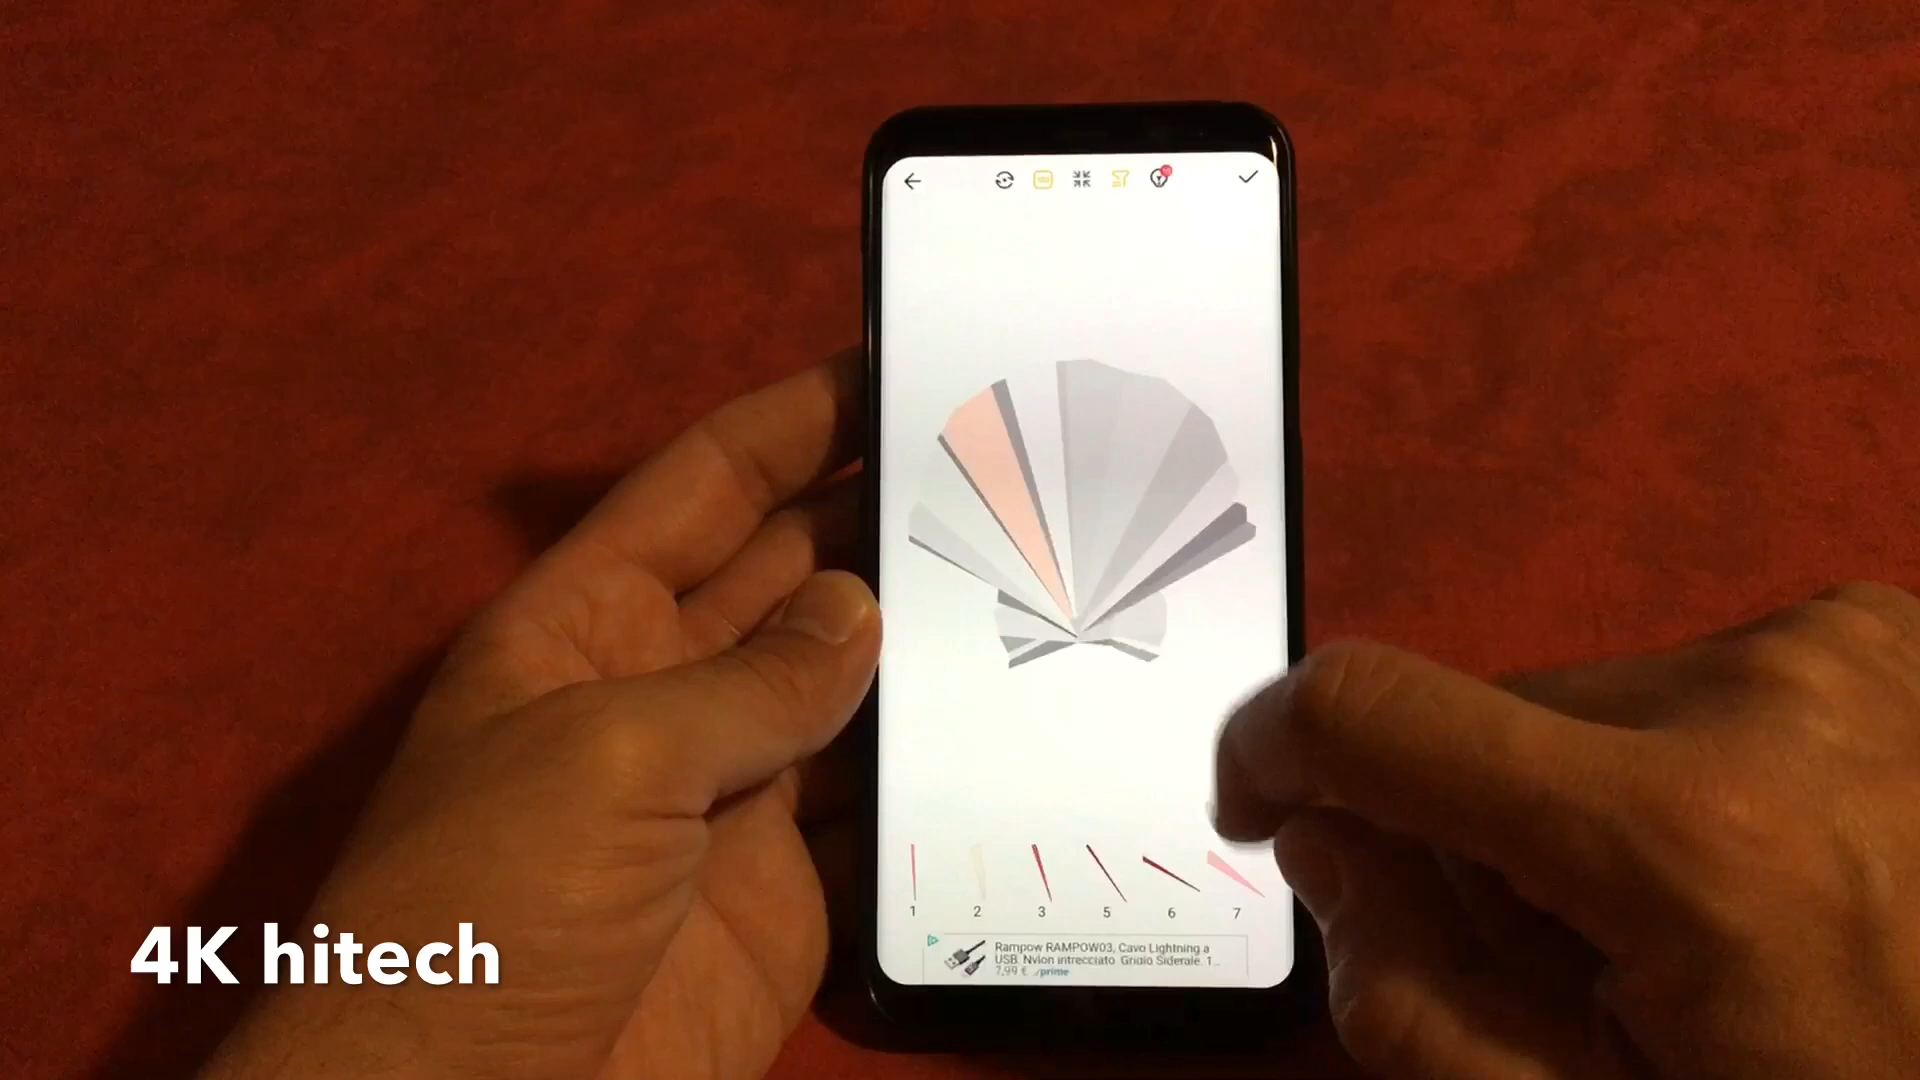 1 2 3 5 6 7
Rampow RAMPOW03, Cavo Lightning a
USB, Nylon intrecciato, Grigio Siderale, 1...
7,99 € prime
4K hitech